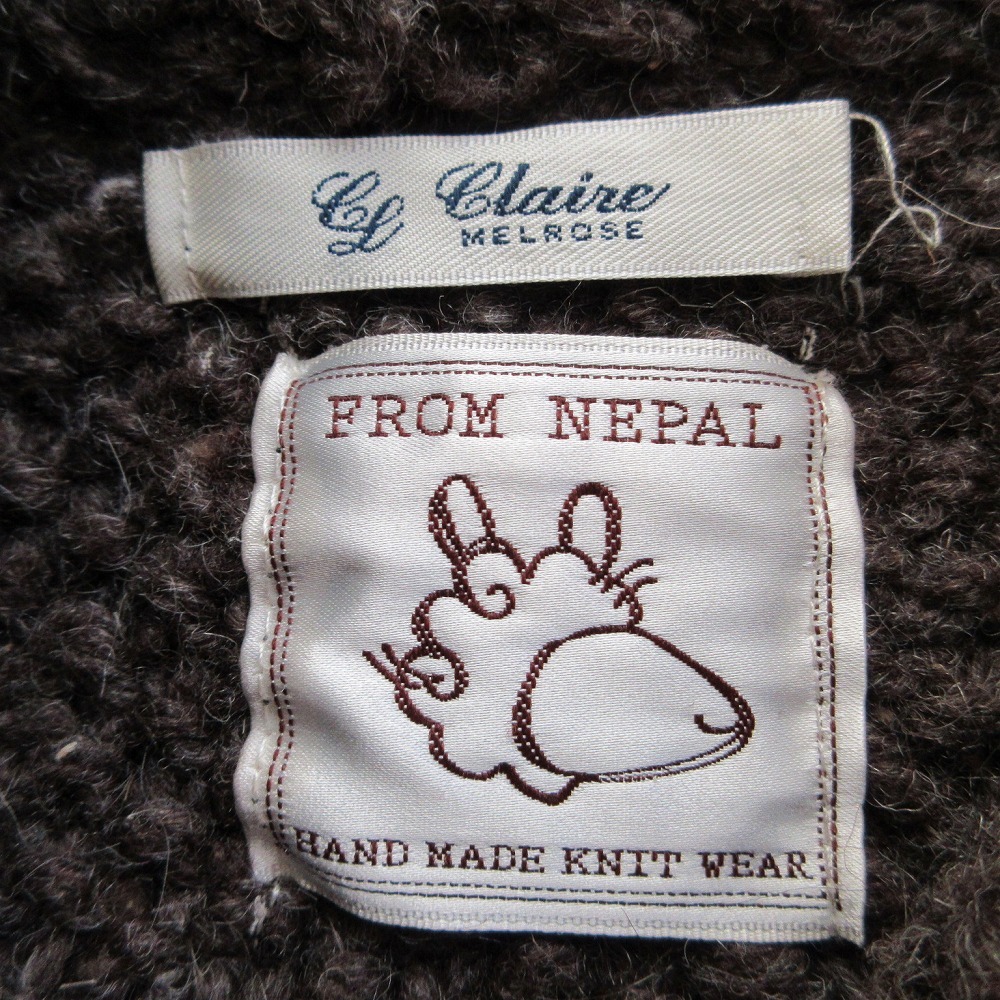 CL Claire
MELROSE
FROM NEPAL
HAND MADE KNIT WEAR